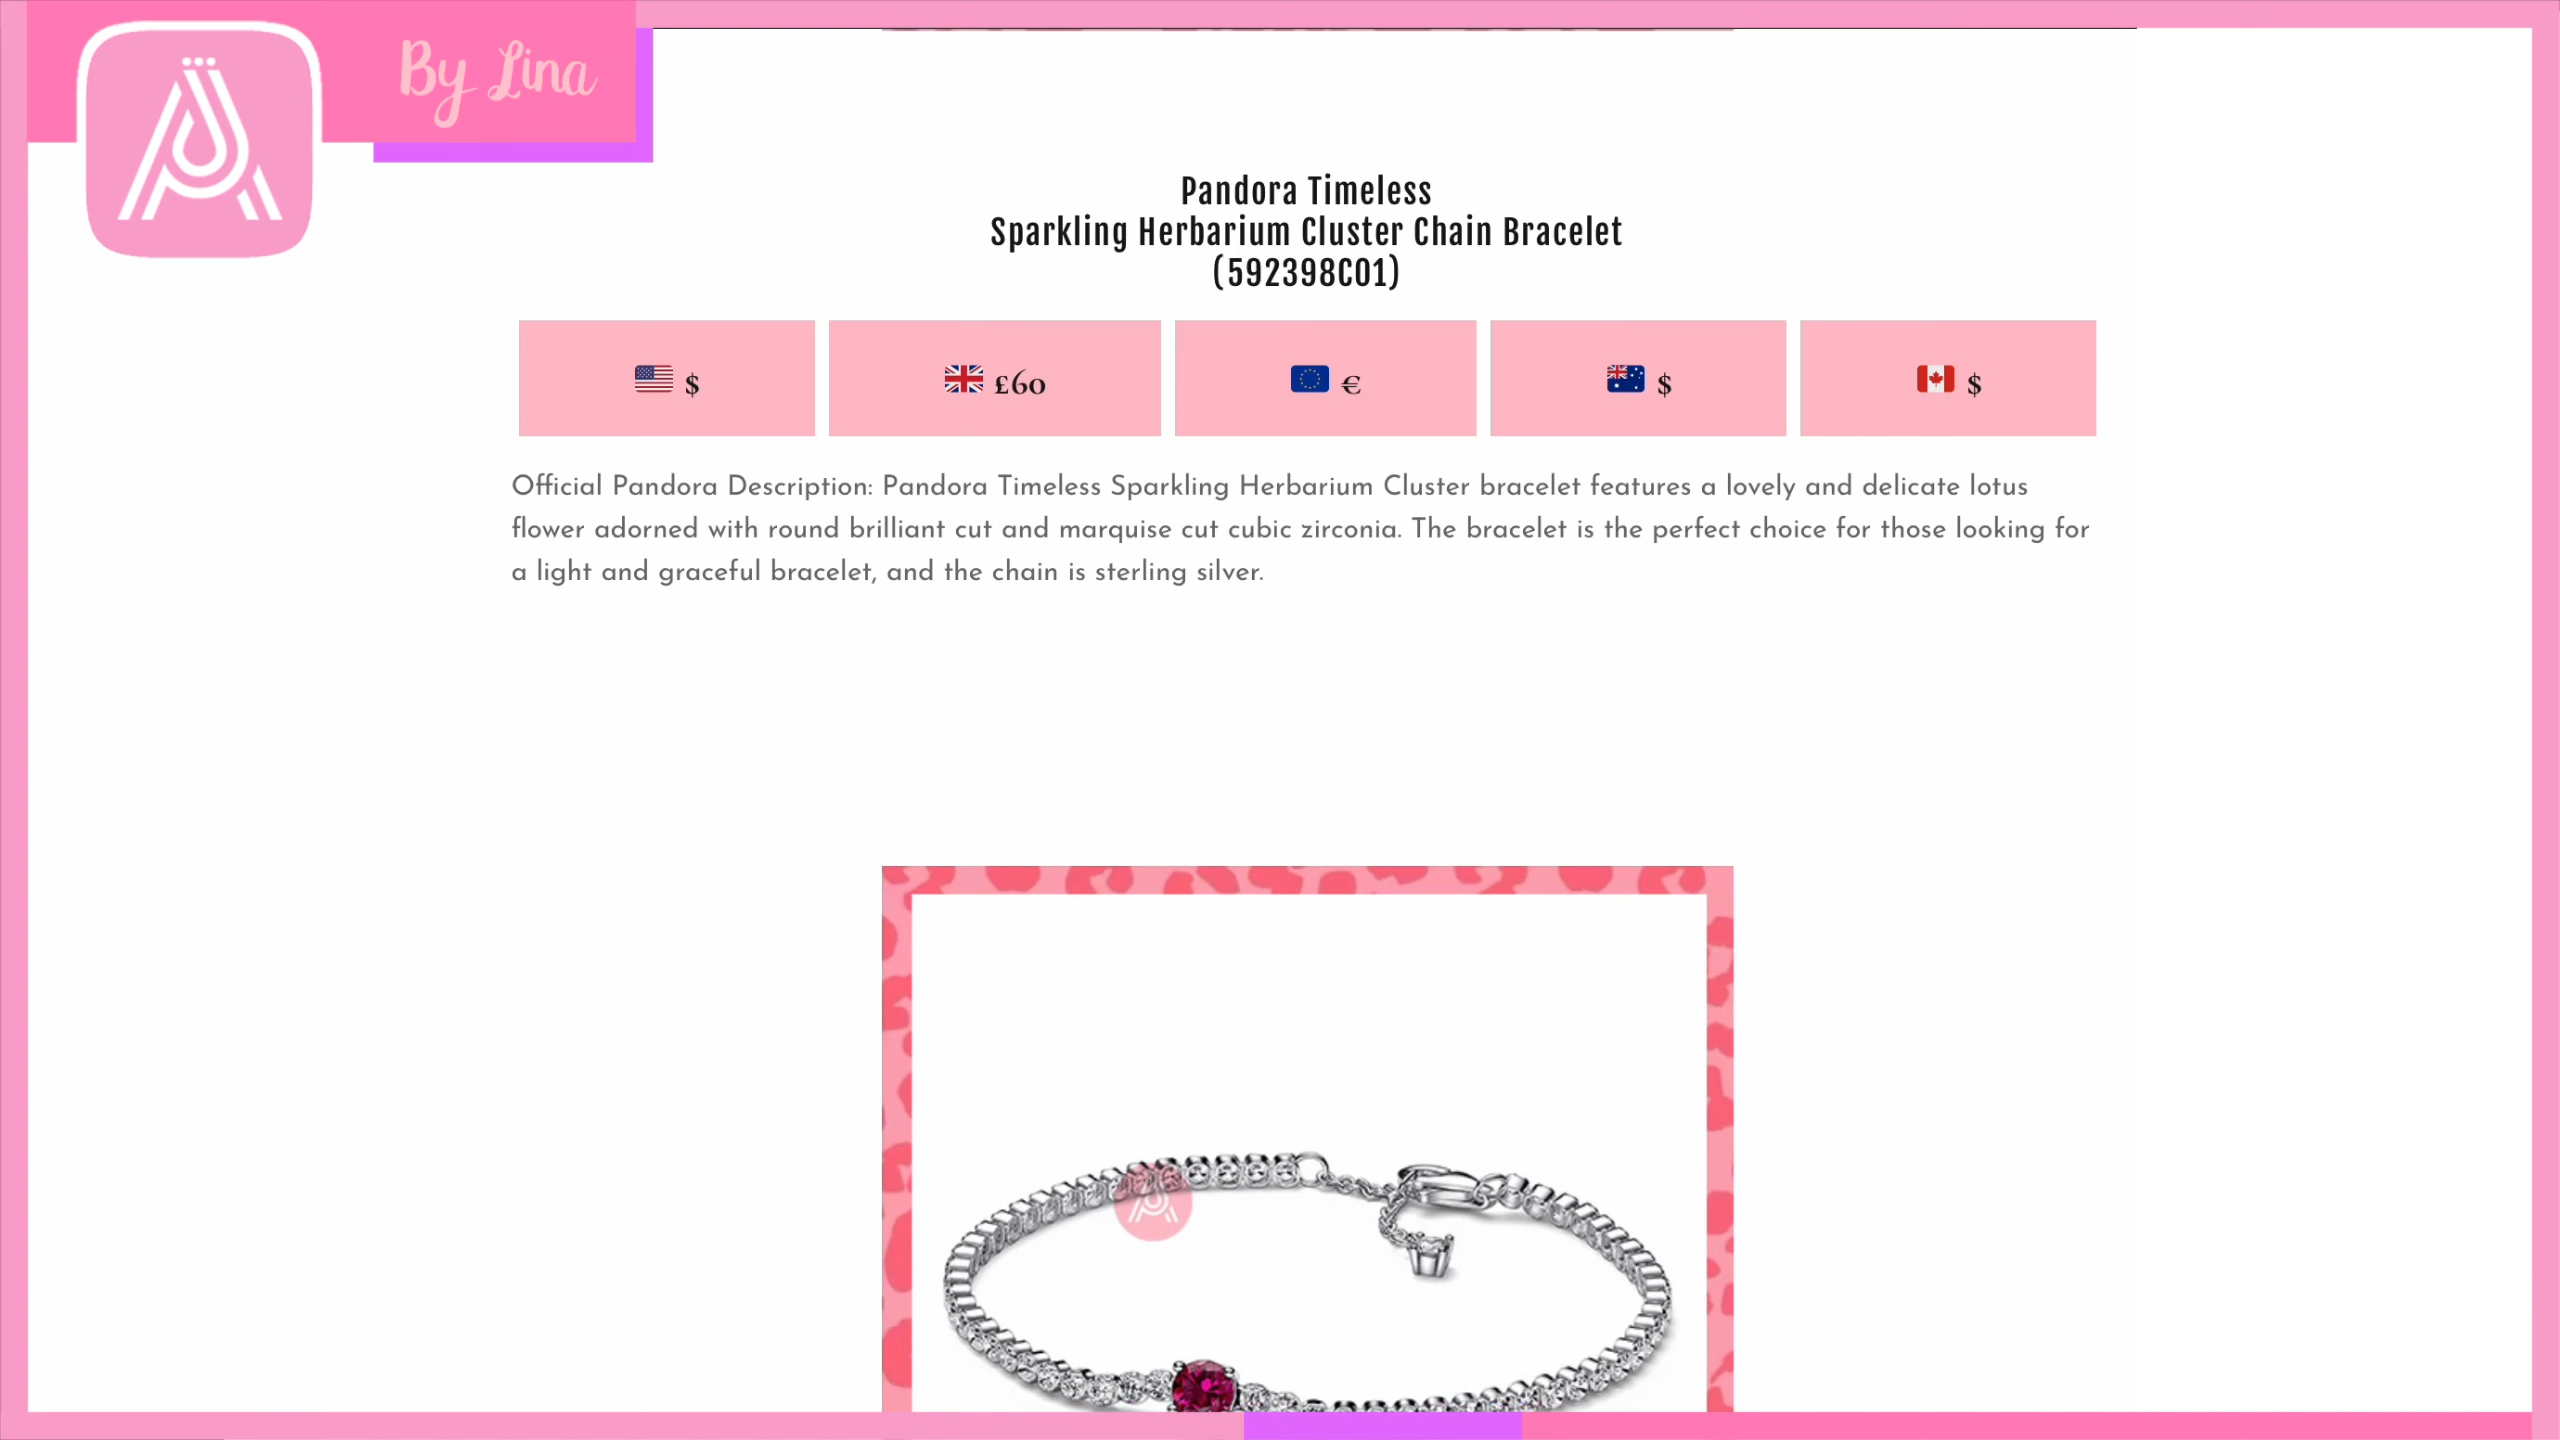 By Lina
Pandora Timeless
Sparkling Herbarium Cluster Chain Bracelet
(592398C01)
$
£60
€
$
$
Official Pandora Description: Pandora Timeless Sparkling Herbarium Cluster bracelet features a lovely and delicate lotus
flower adorned with round brilliant cut and marquise cut cubic zirconia. The bracelet is the perfect choice for those looking for
a light and graceful bracelet, and the chain is sterling silver.